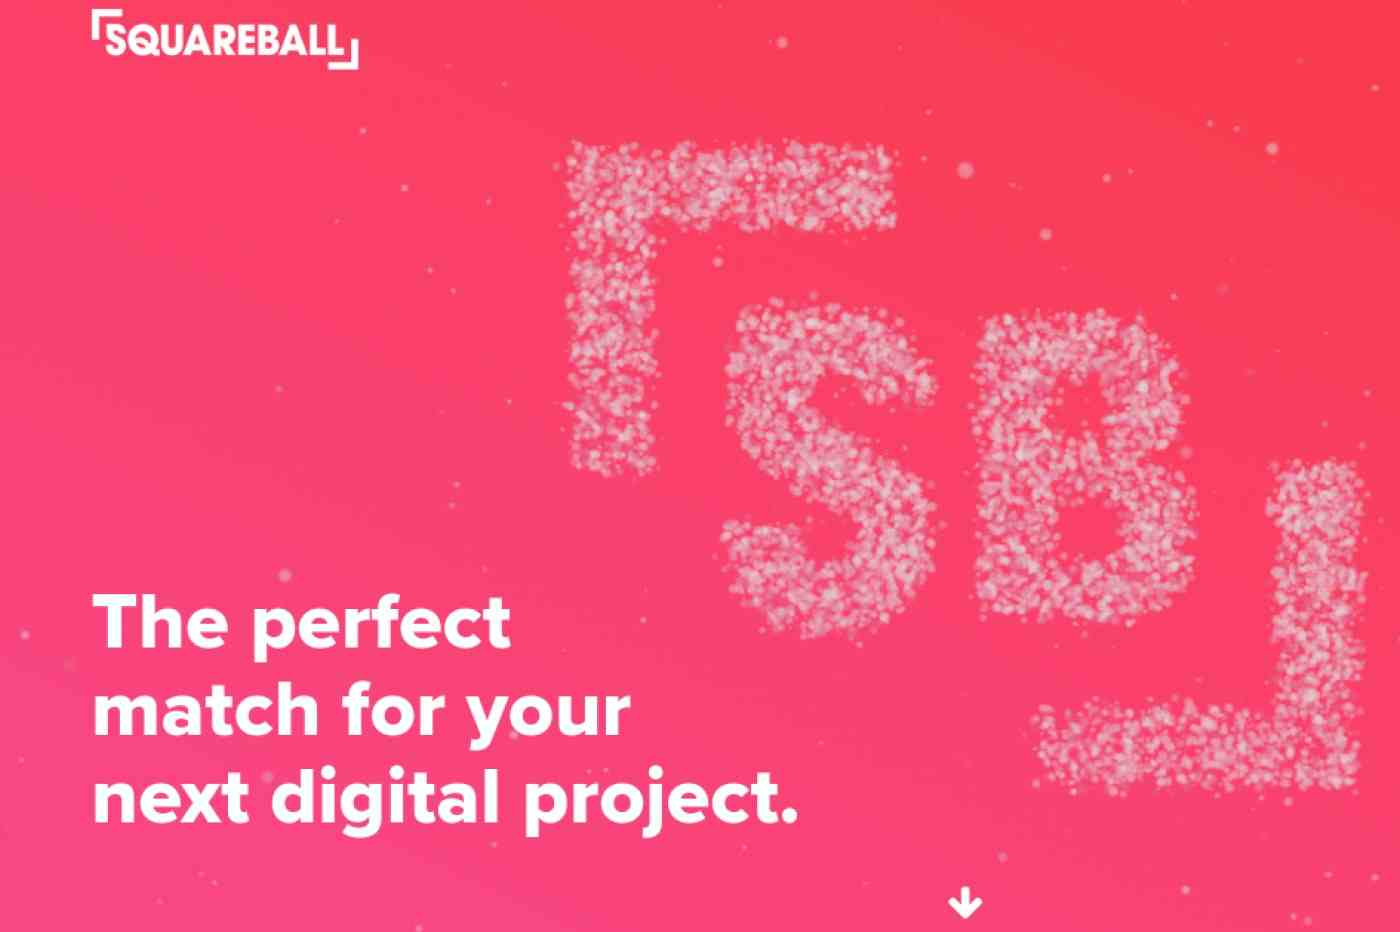 SQUAREBALL
SB
The perfect
match for your
next digital project.